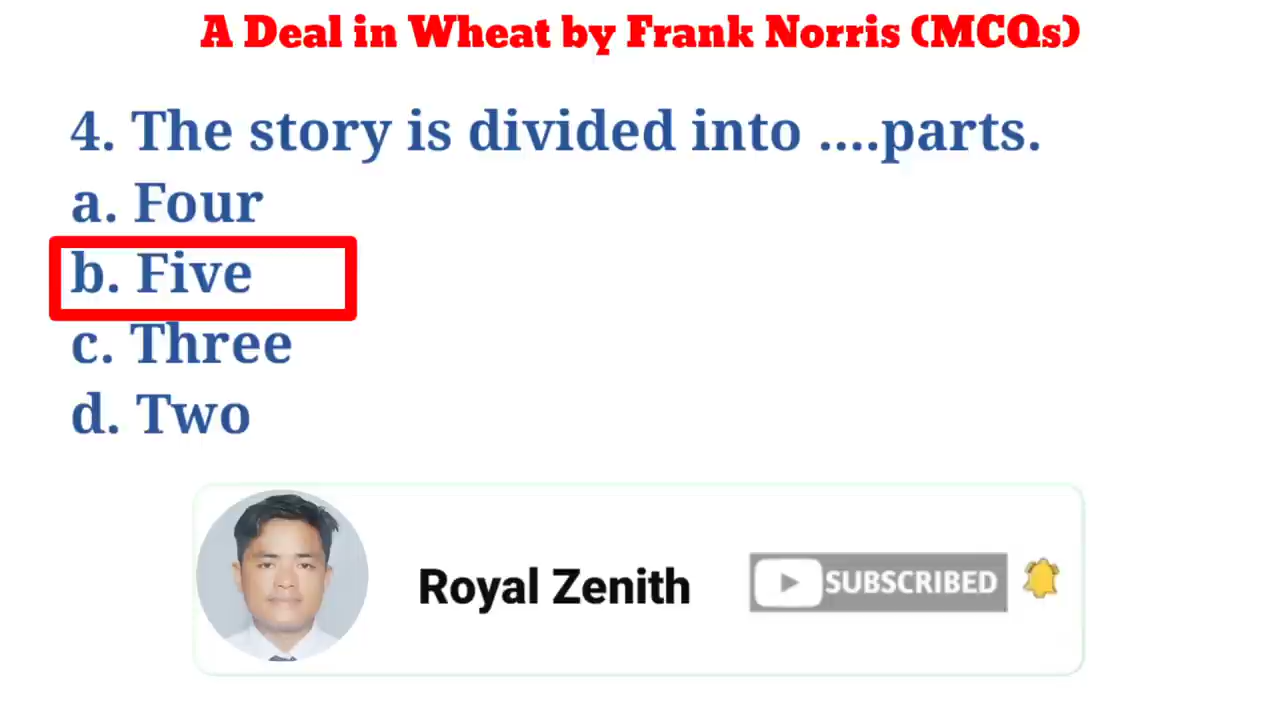 A Deal in Wheat by Frank Norris (MCQs)
4. The story is divided into ....parts.
a. Four
b. Five
c. Three
d. Two
Royal Zenith
SUBSCRIBED